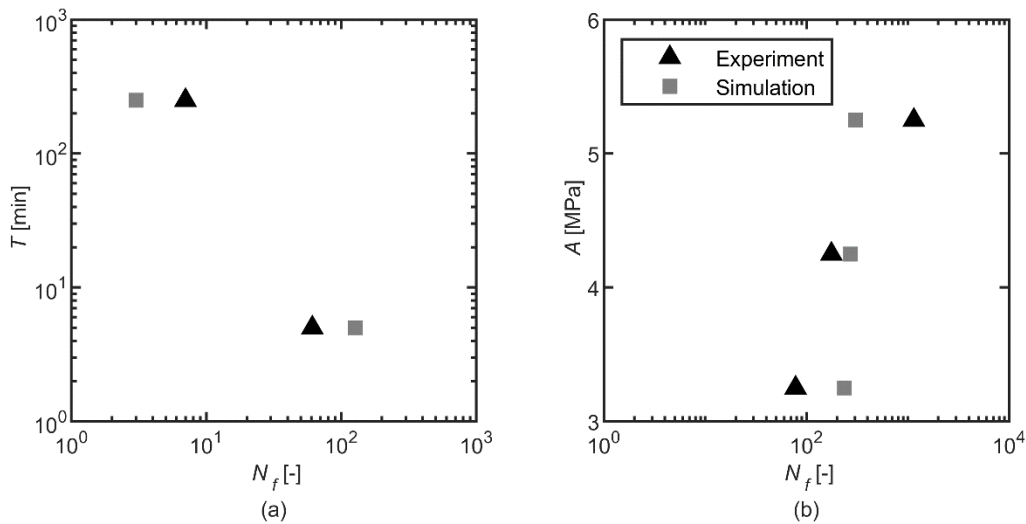 10^3
10^2
10^1
10^0
T [min]
10^0
10^1
10^2
10^3
N_f [-]
(a)
6
5
4
3
A [MPa]
Experiment
Simulation
10^0
10^2
10^4
N_f [-]
(b)